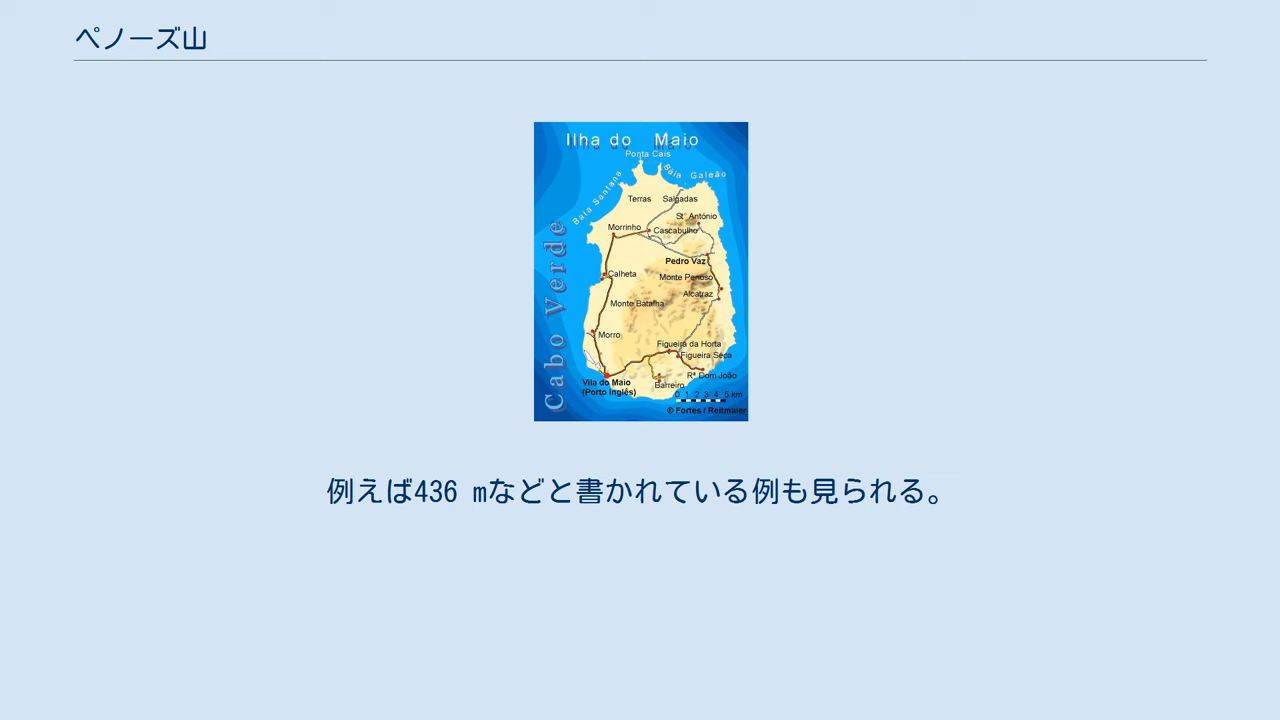 ペノーズ山
Ilha do Maio
Ponta Cais
Baia Santana
Baia Galeão
Terras Salgadas
St° António
Morrinho
Cascabulho
Pedro Vaz
Calheta
Monte Penoso
Alcatraz
Monte Batalha
Morro
Figueira da Horta
Figueira Seca
Rª Dom João
Vila do Maio
(Porto Inglês)
Barreiro
0 1 2 3 4 5 km
© Fortes / Reitmaier
Cabo Verde
例えば436 mなどと書かれている例も見られる。